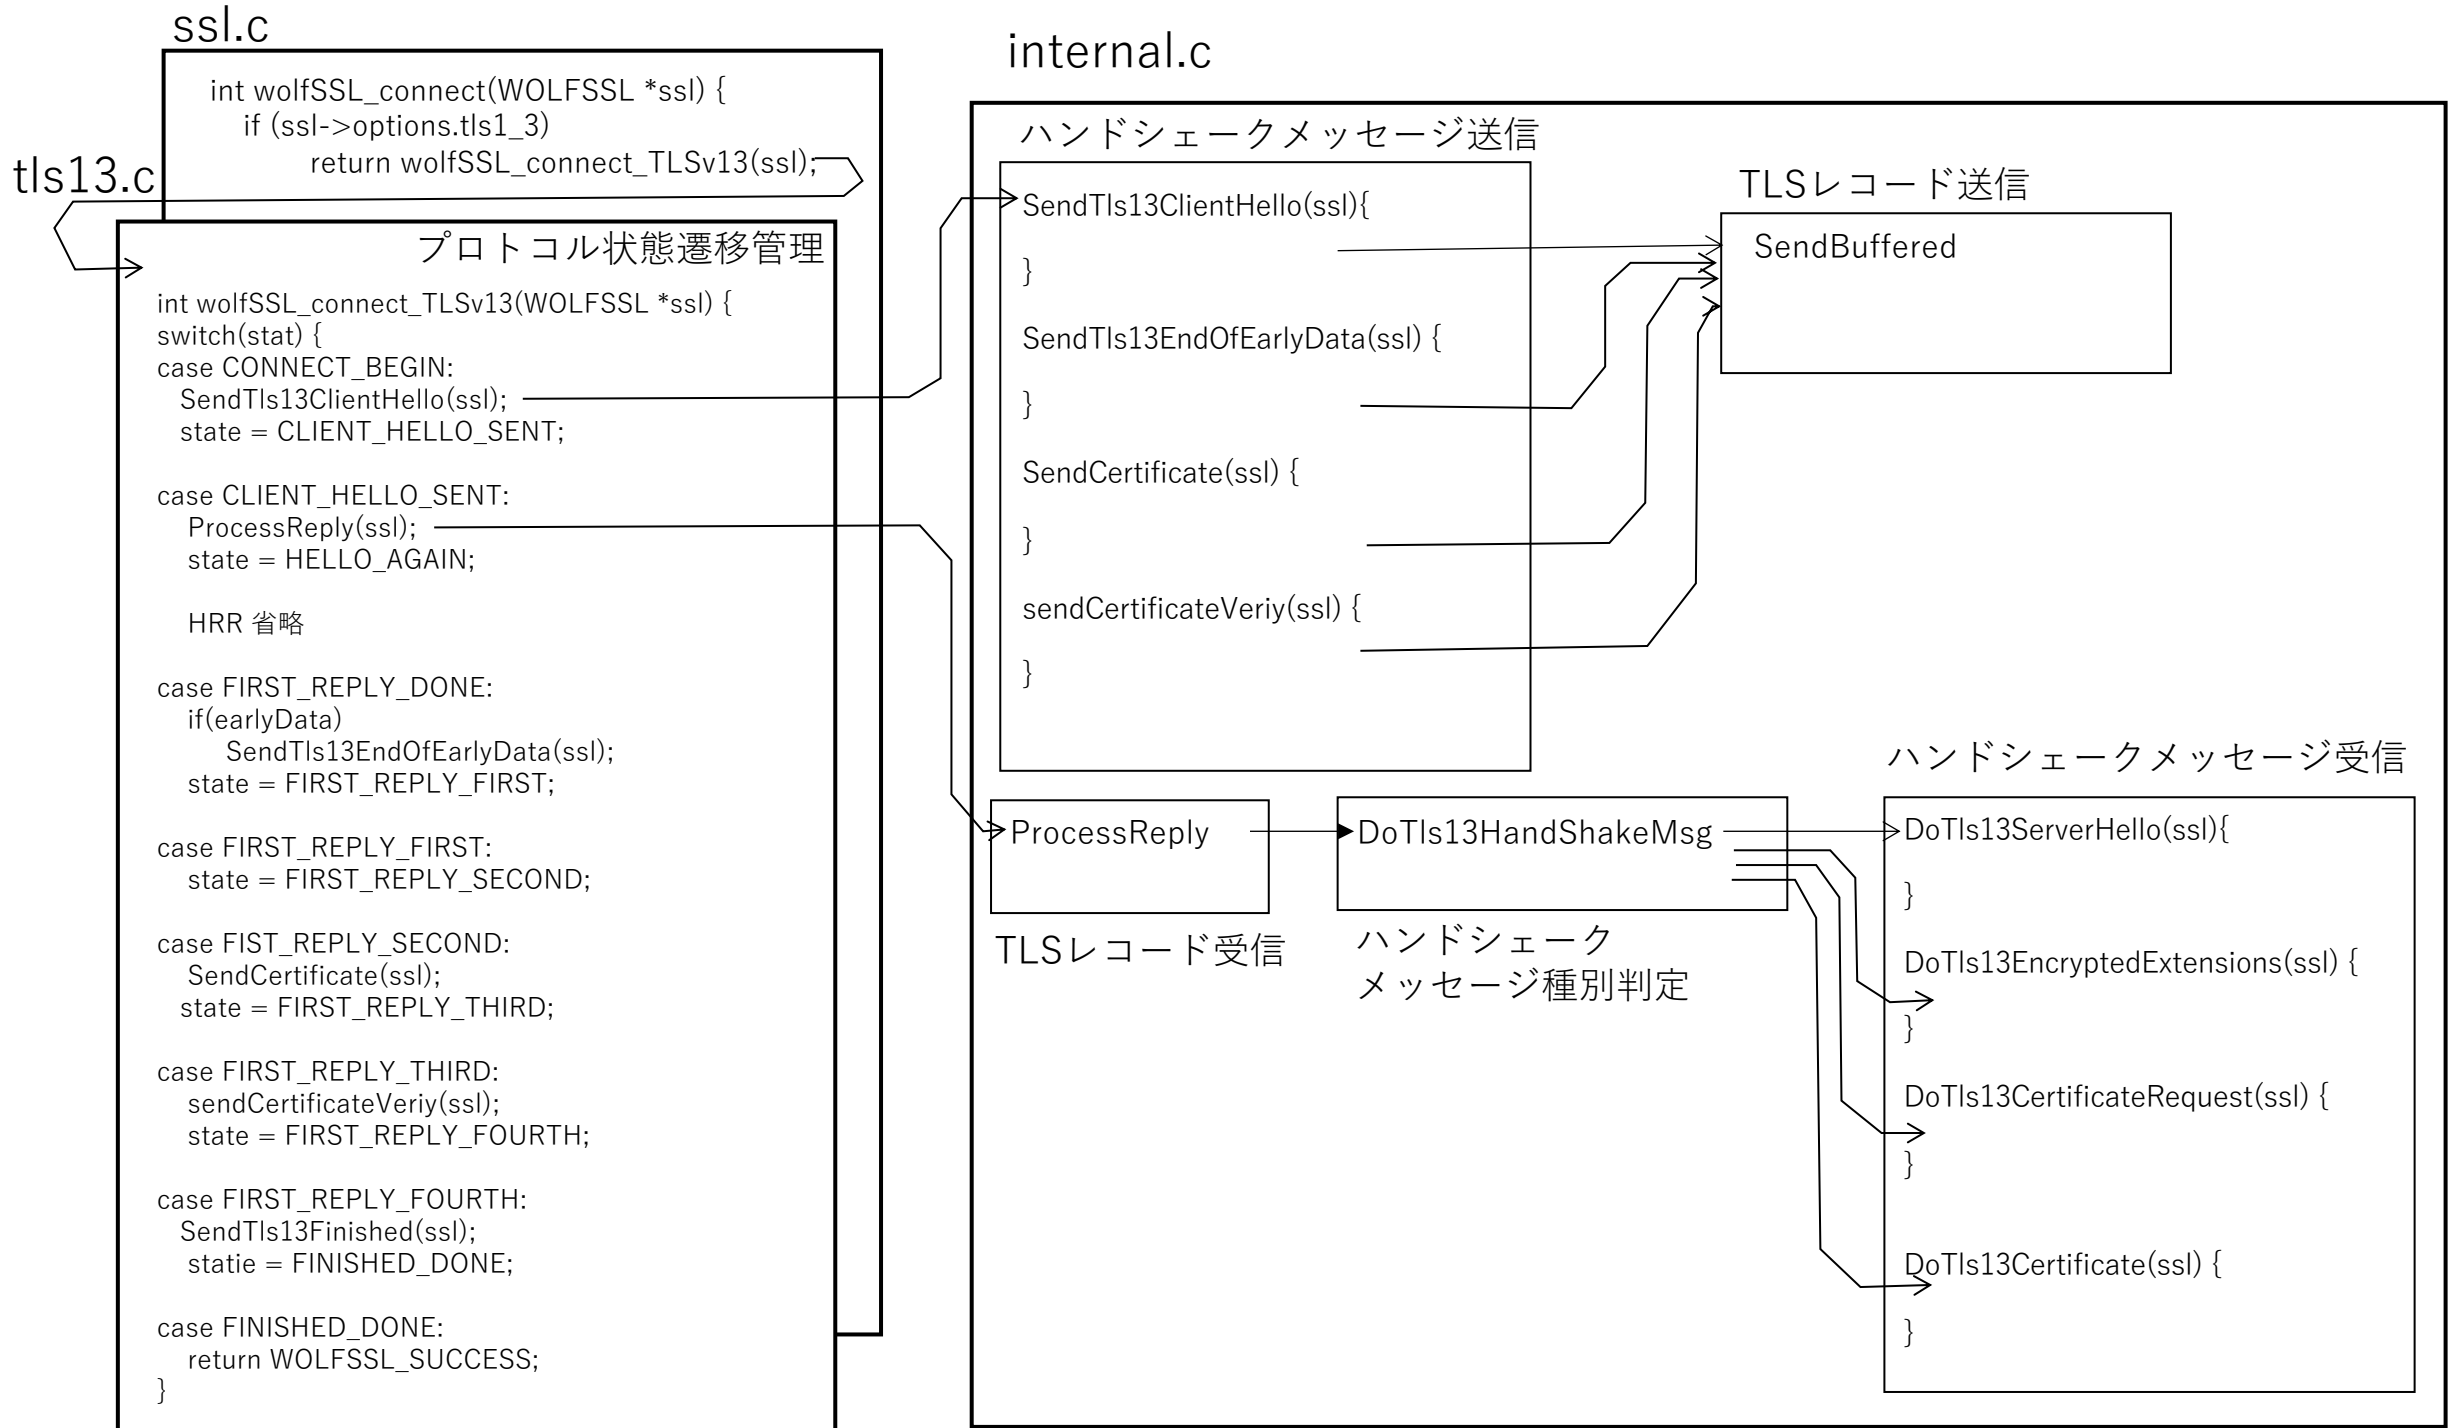 ssl.c
int wolfSSL_connect(WOLFSSL *ssl) {
if (ssl->options.tls1_3)
return wolfSSL_connect_TLSv13(ssl);
tls13.c
プロトコル状態遷移管理
int wolfSSL_connect_TLSv13(WOLFSSL *ssl) {
switch(stat) {
case CONNECT_BEGIN:
SendTls13ClientHello(ssl);
state = CLIENT_HELLO_SENT;
case CLIENT_HELLO_SENT:
ProcessReply(ssl);
state = HELLO_AGAIN;
HRR 省略
case FIRST_REPLY_DONE:
if(earlyData)
SendTls13EndOfEarlyData(ssl);
state = FIRST_REPLY_FIRST;
case FIRST_REPLY_FIRST:
state = FIRST_REPLY_SECOND;
case FIST_REPLY_SECOND:
SendCertificate(ssl);
state = FIRST_REPLY_THIRD;
case FIRST_REPLY_THIRD:
sendCertificateVeriy(ssl);
state = FIRST_REPLY_FOURTH;
case FIRST_REPLY_FOURTH:
SendTls13Finished(ssl);
statie = FINISHED_DONE;
case FINISHED_DONE:
return WOLFSSL_SUCCESS;
}
internal.c
ハンドシェークメッセージ送信
SendTls13ClientHello(ssl){
}
SendTls13EndOfEarlyData(ssl) {
}
SendCertificate(ssl) {
}
sendCertificateVeriy(ssl) {
}
TLSレコード送信
SendBuffered
ProcessReply
TLSレコード受信
DoTls13HandShakeMsg
ハンドシェーク
メッセージ種別判定
ハンドシェークメッセージ受信
DoTls13ServerHello(ssl){
}
DoTls13EncryptedExtensions(ssl) {
}
DoTls13CertificateRequest(ssl) {
}
DoTls13Certificate(ssl) {
}